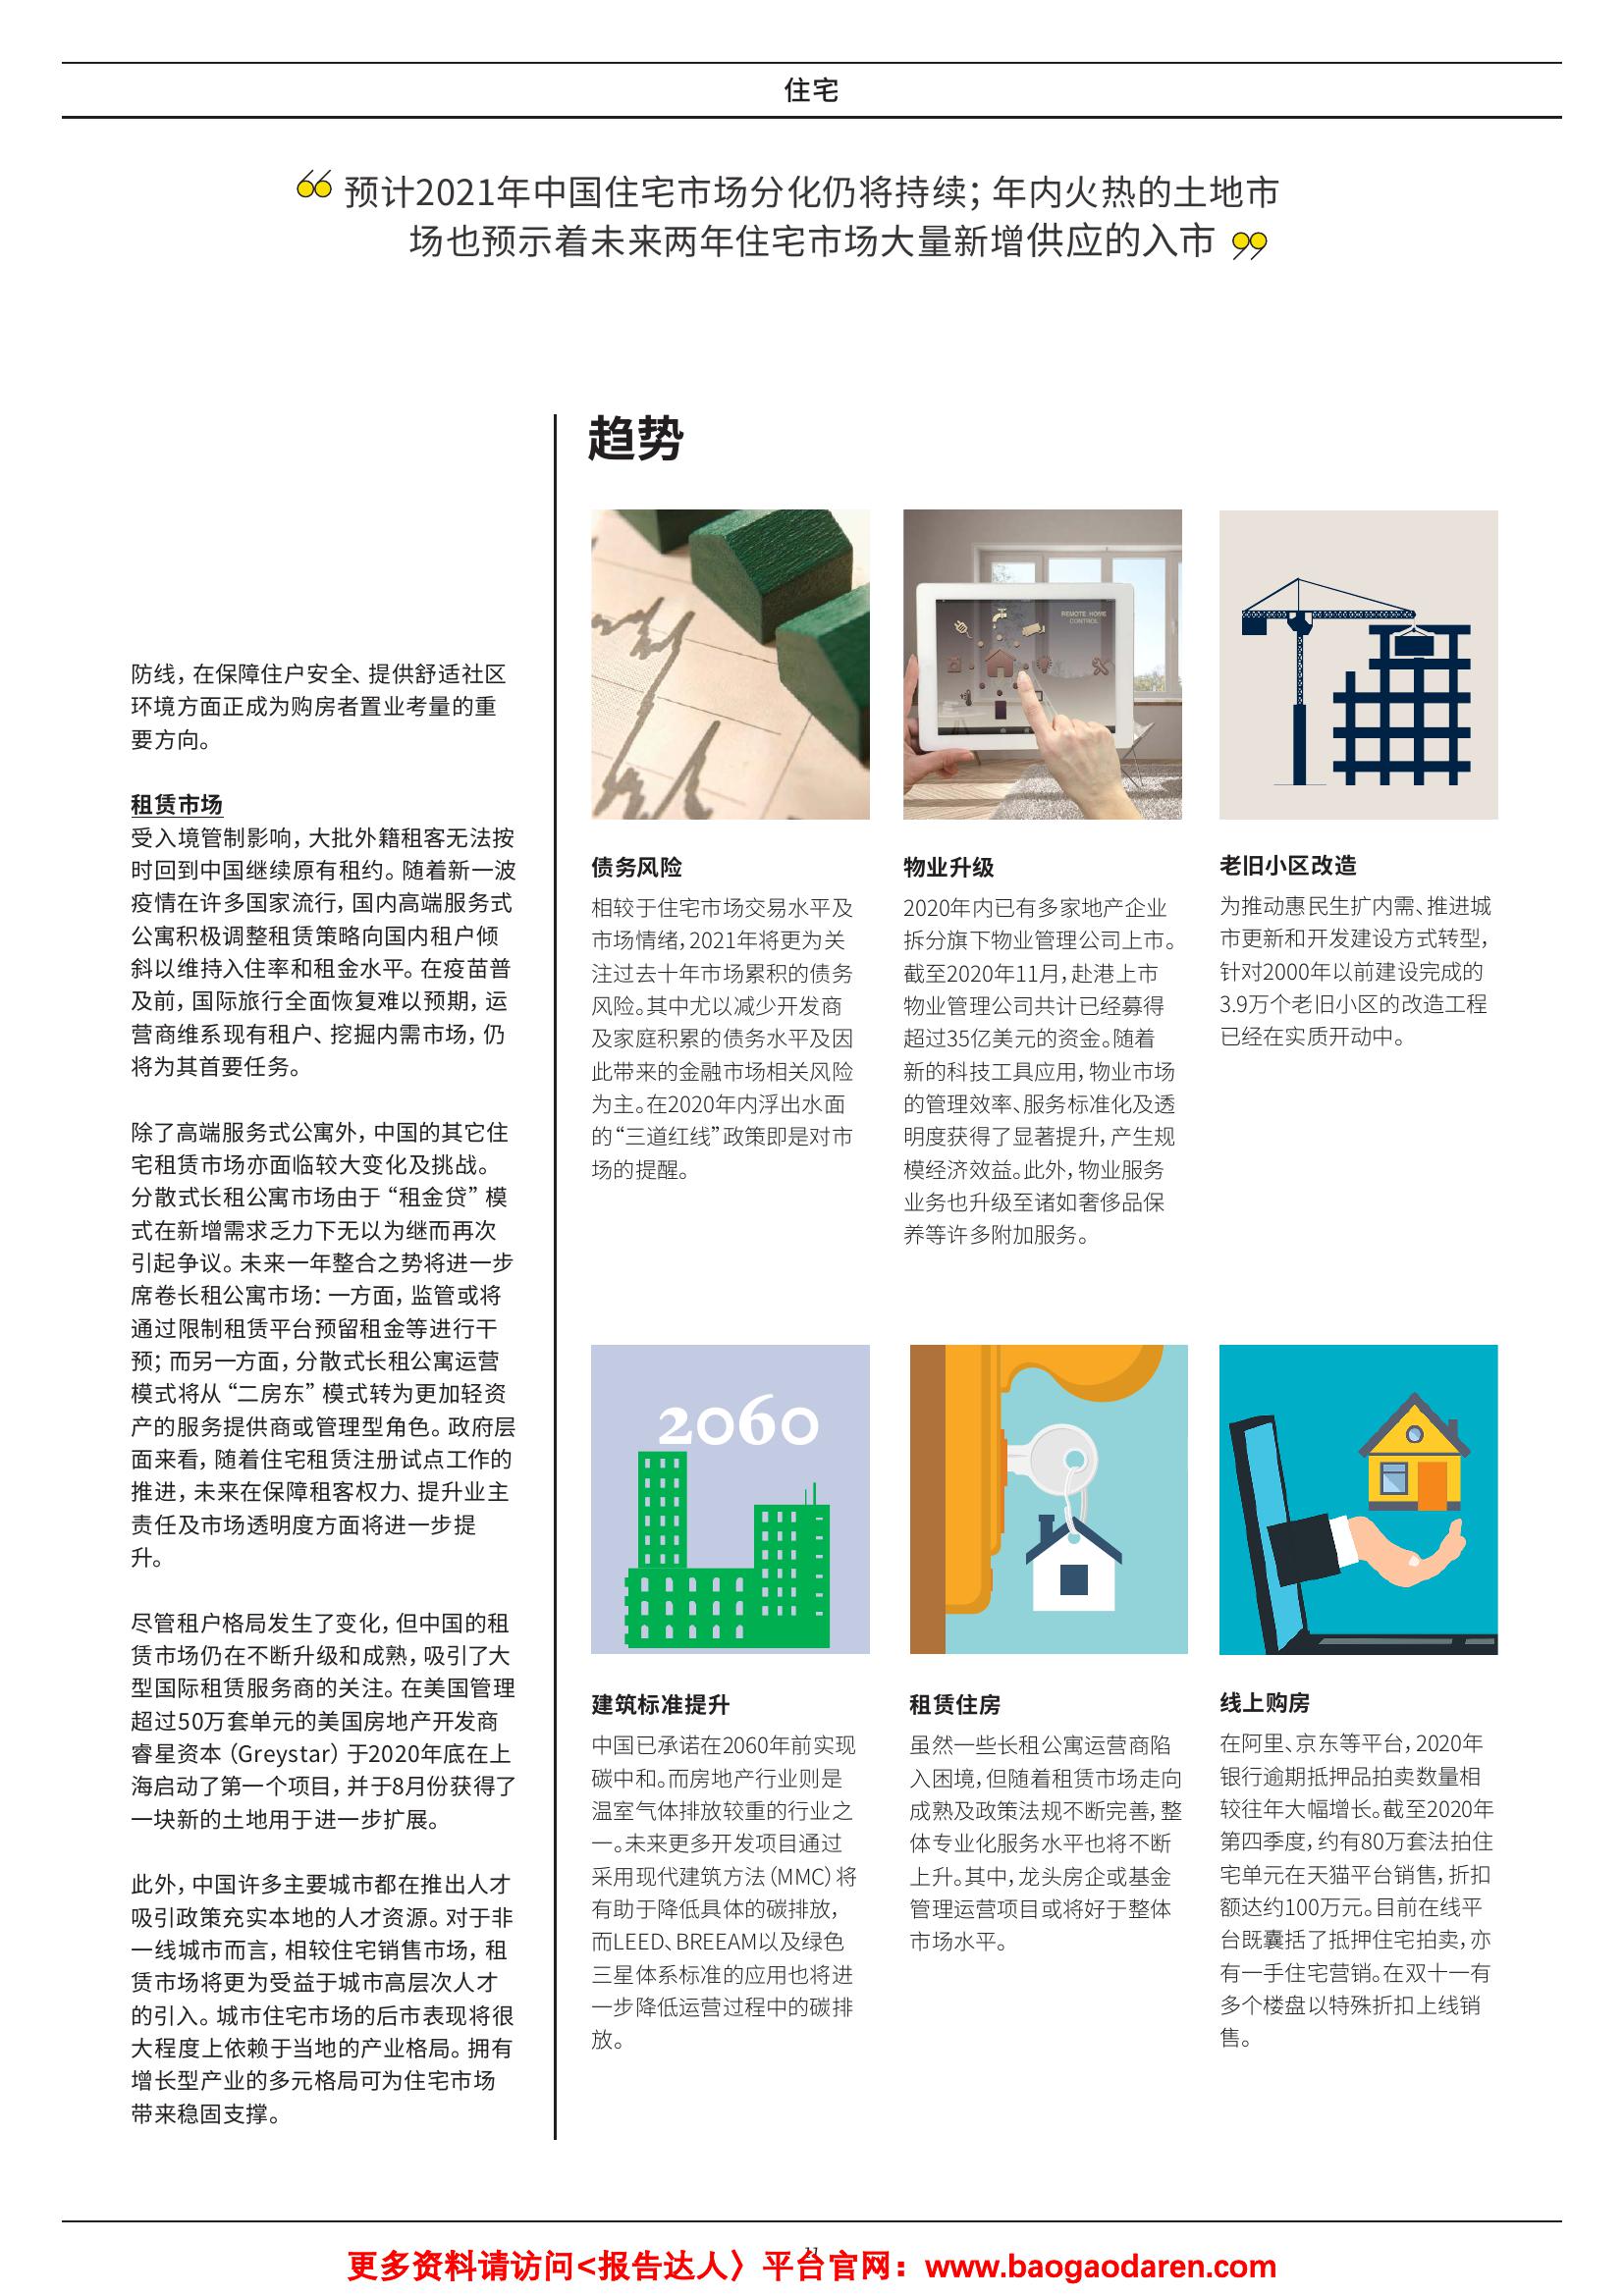 住宅
预计2021年中国住宅市场分化仍将持续；年内火热的土地市
场也预示着未来两年住宅市场大量新增供应的入市
防线，在保障住户安全、提供舒适社区
环境方面正成为购房者置业考量的重
要方向。
租赁市场
受入境管制影响，大批外籍租客无法按
时回到中国继续原有租约。随着新一波
疫情在许多国家流行，国内高端服务式
公寓积极调整租赁策略向国内租户倾
斜以维持入住率和租金水平。在疫苗普
及前，国际旅行全面恢复难以预期，运
营商维系现有租户、挖掘内需市场，仍
将为其首要任务。
除了高端服务式公寓外，中国的其它住
宅租赁市场亦面临较大变化及挑战。
分散式长租公寓市场由于“租金贷”模
式在新增需求乏力下无以为继而再次
引起争议。未来一年整合之势将进一步
席卷长租公寓市场：一方面，监管或将
通过限制租赁平台预留租金等进行干
预；而另一方面，分散式长租公寓运营
模式将从“二房东”模式转为更加轻资
产的服务提供商或管理型角色。政府层
面来看，随着住宅租赁注册试点工作的
推进，未来在保障租客权力、提升业主
责任及市场透明度方面将进一步提
升。
尽管租户格局发生了变化，但中国的租
赁市场仍在不断升级和成熟，吸引了大
型国际租赁服务商的关注。在美国管理
超过50万套单元的美国房地产开发商
睿星资本（Greystar）于2020年底在上
海启动了第一个项目，并于8月份获得了
一块新的土地用于进一步扩展。
此外，中国许多主要城市都在推出人才
吸引政策充实本地的人才资源。对于非
一线城市而言，相较住宅销售市场，租
赁市场将更为受益于城市高层次人才
的引入。城市住宅市场的后市表现将很
大程度上依赖于当地的产业格局。拥有
增长型产业的多元格局可为住宅市场
带来稳固支撑。
趋势
REMOTE HOME
CONTROL
债务风险
相较于住宅市场交易水平及
市场情绪，2021年将更为关
注过去十年市场累积的债务
风险。其中尤以减少开发商
及家庭积累的债务水平及因
此带来的金融市场相关风险
为主。在2020年内浮出水面
的“三道红线”政策即是对市
场的提醒。
物业升级
2020年内已有多家地产企业
拆分旗下物业管理公司上市。
截至2020年11月，赴港上市
物业管理公司共计已经募得
超过35亿美元的资金。随着
新的科技工具应用，物业市场
的管理效率、服务标准化及透
明度获得了显著提升，产生规
模经济效益。此外，物业服务
业务也升级至诸如奢侈品保
养等许多附加服务。
老旧小区改造
为推动惠民生扩内需、推进城
市更新和开发建设方式转型，
针对2000年以前建设完成的
3.9万个老旧小区的改造工程
已经在实质开动中。
2060
建筑标准提升
中国已承诺在2060年前实现
碳中和。而房地产行业则是
温室气体排放较重的行业之
一。未来更多开发项目通过
采用现代建筑方法（MMC）将
有助于降低具体的碳排放，
而LEED、BREEAM以及绿色
三星体系标准的应用也将进
一步降低运营过程中的碳排
放。
租赁住房
虽然一些长租公寓运营商陷
入困境，但随着租赁市场走向
成熟及政策法规不断完善，整
体专业化服务水平也将不断
上升。其中，龙头房企或基金
管理运营项目或将好于整体
市场水平。
线上购房
在阿里、京东等平台，2020年
银行逾期抵押品拍卖数量相
较往年大幅增长。截至2020年
第四季度，约有80万套法拍住
宅单元在天猫平台销售，折扣
额达约100万元。目前在线平
台既囊括了抵押住宅拍卖，亦
有一手住宅营销。在双十一有
多个楼盘以特殊折扣上线销
售。
11
更多资料请访问<报告达人〉平台官网：www.baogaodaren.com